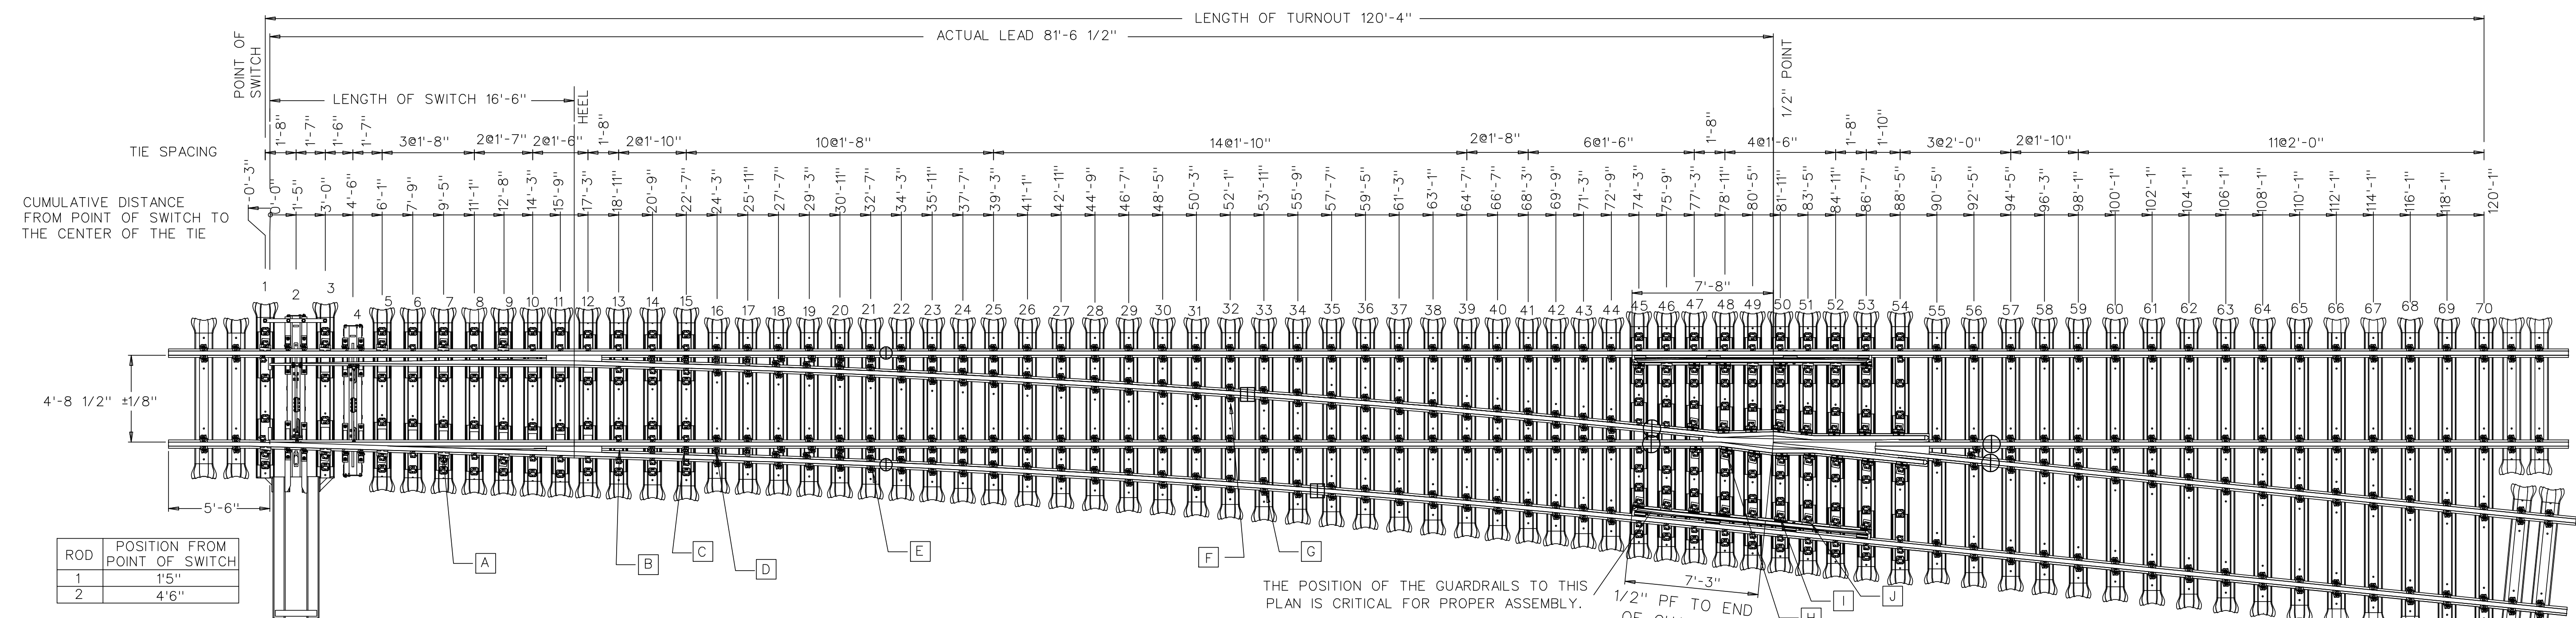 LENGTH OF TURNOUT 120'-4"
ACTUAL LEAD 81'-6 1/2"
POINT OF
SWITCH
1/2" POINT
LENGTH OF SWITCH 16'-6"
HEEL
TIE SPACING
1'-8" 1'-7" 1'-6" 1'-7" 3@1'-8" 2@1'-7" 2@1'-6" 1'-8" 2@1'-10" 10@1'-8" 14@1'-10" 2@1'-8" 6@1'-6" 1'-8" 4@1'-6" 1'-8" 1'-10" 3@2'-0" 2@1'-10" 11@2'-0"
CUMULATIVE DISTANCE
FROM POINT OF SWITCH TO
THE CENTER OF THE TIE
-0'-3" 0'-0" 1'-5" 3'-0" 4'-6" 6'-1" 7'-9" 9'-5" 11'-1" 12'-8" 14'-3" 15'-9" 17'-3" 18'-11" 20'-9" 22'-7" 24'-3" 25'-11" 27'-7" 29'-3" 30'-11" 32'-7" 34'-3" 35'-11" 37'-7" 39'-3" 41'-1" 42'-11" 44'-9" 46'-7" 48'-5" 50'-3" 52'-1" 53'-11" 55'-9" 57'-7" 59'-5" 61'-3" 63'-1" 64'-7" 66'-7" 68'-3" 69'-9" 71'-3" 72'-9" 74'-3" 75'-9" 77'-3" 78'-11" 80'-5" 81'-11" 83'-5" 84'-11" 86'-7" 88'-5" 90'-5" 92'-5" 94'-5" 96'-3" 98'-1" 100'-1" 102'-1" 104'-1" 106'-1" 108'-1" 110'-1" 112'-1" 114'-1" 116'-1" 118'-1" 120'-1"
7'-8"
1 2 3 4 5 6 7 8 9 10 11 12 13 14 15 16 17 18 19 20 21 22 23 24 25 26 27 28 29 30 31 32 33 34 35 36 37 38 39 40 41 42 43 44 45 46 47 48 49 50 51 52 53 54 55 56 57 58 59 60 61 62 63 64 65 66 67 68 69 70
4'-8 1/2" ±1/8"
5'-6"
ROD POSITION FROM
POINT OF SWITCH
1 1'5"
2 4'6"
A B C D E F G H I J
THE POSITION OF THE GUARDRAILS TO THIS
PLAN IS CRITICAL FOR PROPER ASSEMBLY.
7'-3"
1/2" PF TO END